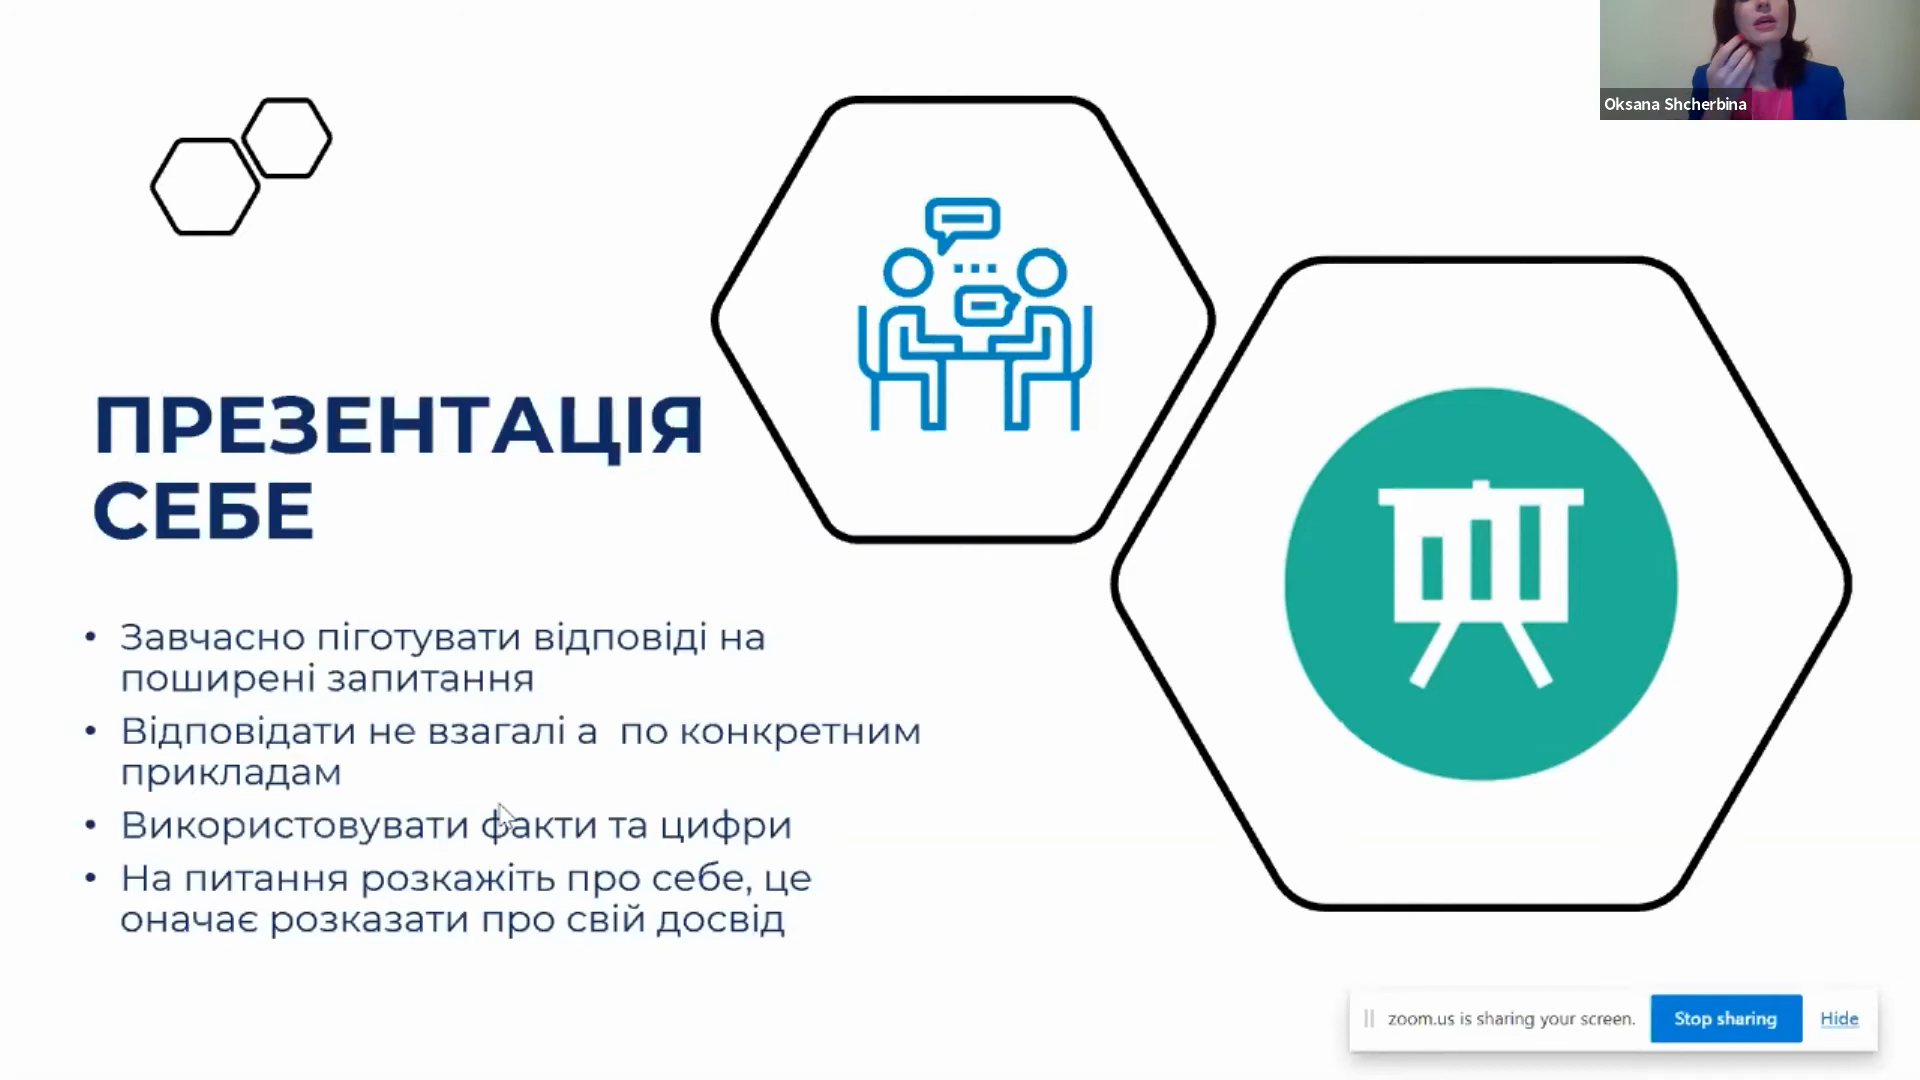 Oksana Shcherbina
ПРЕЗЕНТАЦІЯ
СЕБЕ
• Завчасно піготувати відповіді на
поширені запитання
• Відповідати не взагалі а  по конкретним
прикладам
• Використовувати факти та цифри
• На питання розкажіть про себе, це
оначає розказати про свій досвід
zoom.us is sharing your screen.
Stop sharing
Hide